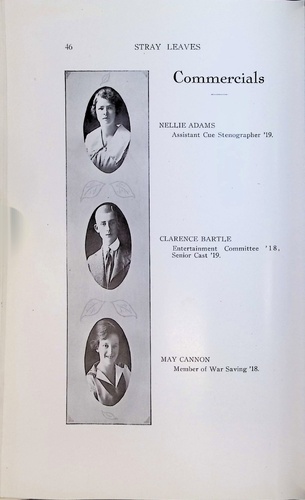 46 STRAY LEAVES
Commercials
NELLIE ADAMS
Assistant Cue Stenographer '19.
CLARENCE BARTLE
Entertainment Committee '18,
Senior Cast '19.
MAY CANNON
Member of War Saving '18.